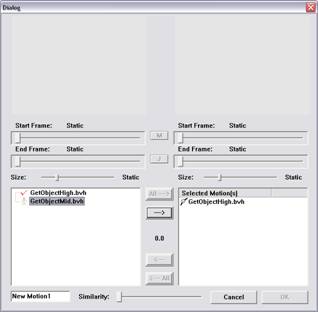 Dialog
Start Frame: Static
Start Frame: Static
M
End Frame: Static
End Frame: Static
J
Size: Static
Size: Static
GetObjectHigh.bvh
GetObjectMid.bvh
All --->
--->
0.0
<---
<--- All
Selected Motion(s)
GetObjectHigh.bvh
New Motion1
Similarity:
Cancel
OK